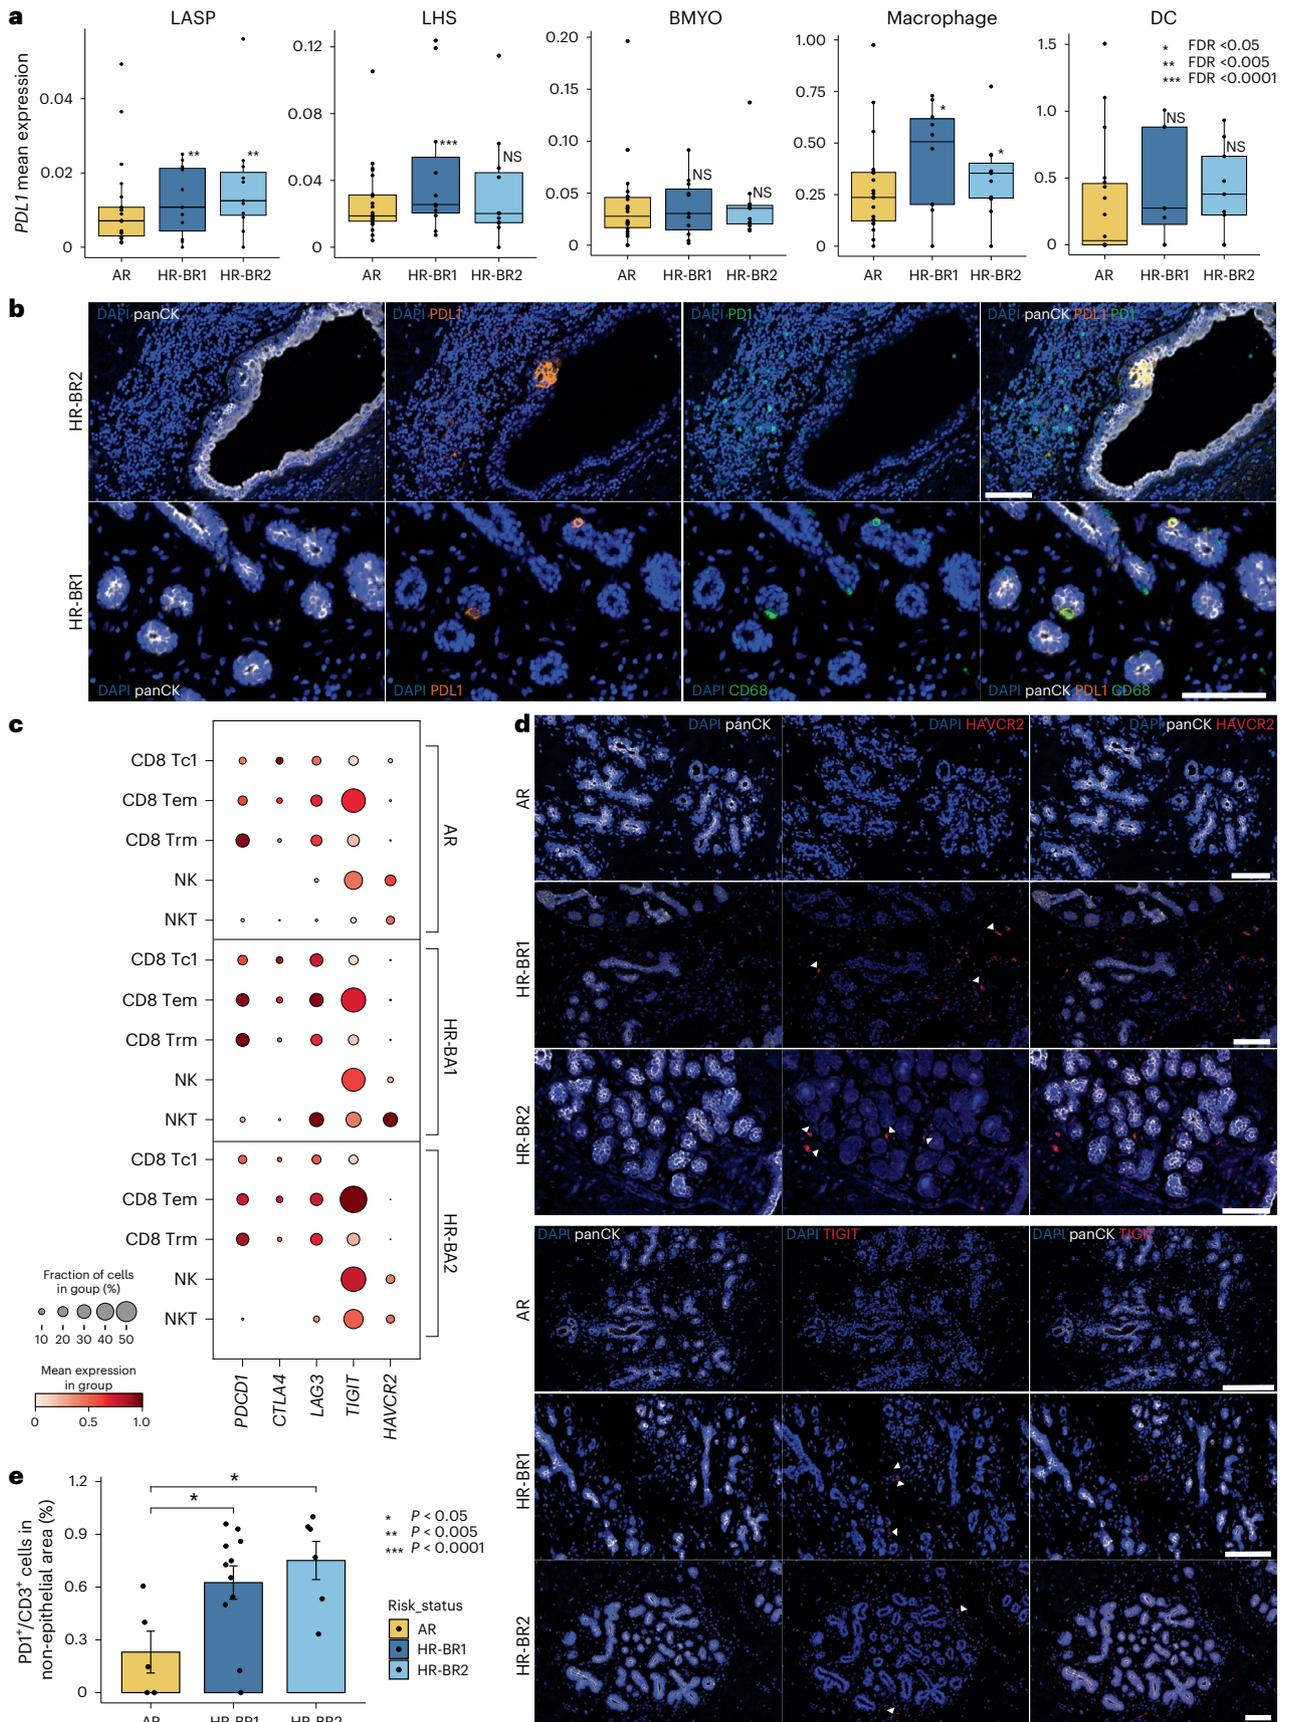 a
LASP
LHS
BMYO
Macrophage
DC
PDL1 mean expression
0.04
0.02
0
**
**
AR
HR-BR1
HR-BR2
0.12
0.08
0.04
0
***
NS
AR
HR-BR1
HR-BR2
0.20
0.15
0.10
0.05
0
NS
NS
AR
HR-BR1
HR-BR2
1.00
0.75
0.50
0.25
0
*
*
AR
HR-BR1
HR-BR2
1.5
1.0
0.5
0
* FDR <0.05
** FDR <0.005
*** FDR <0.0001
NS
NS
AR
HR-BR1
HR-BR2
b
HR-BR2
DAPI panCK
DAPI PDL1
DAPI PD1
DAPI panCK PDL1 PD1
HR-BR1
DAPI panCK
DAPI PDL1
DAPI CD68
DAPI panCK PDL1 CD68
c
CD8 Tc1
CD8 Tem
CD8 Trm
NK
NKT
AR
CD8 Tc1
CD8 Tem
CD8 Trm
NK
NKT
HR-BA1
CD8 Tc1
CD8 Tem
CD8 Trm
NK
NKT
HR-BA2
PDCD1
CTLA4
LAG3
TIGIT
HAVCR2
Fraction of cells
in goup (%)
10 20 30 40 50
Mean expression
in group
0 0.5 1.0
d
DAPI panCK
DAPI HAVCR2
DAPI panCK HAVCR2
AR
HR-BR1
HR-BR2
DAPI panCK
DAPI TIGIT
DAPI panCK TIGIT
AR
HR-BR1
HR-BR2
e
PD1+/CD3+ cells in
non-epithelial area (%)
1.2
0.9
0.6
0.3
0
*
*
* P < 0.05
** P < 0.005
*** P < 0.0001
Risk_status
AR
HR-BR1
HR-BR2
AR
HR-BR1
HR-BR2